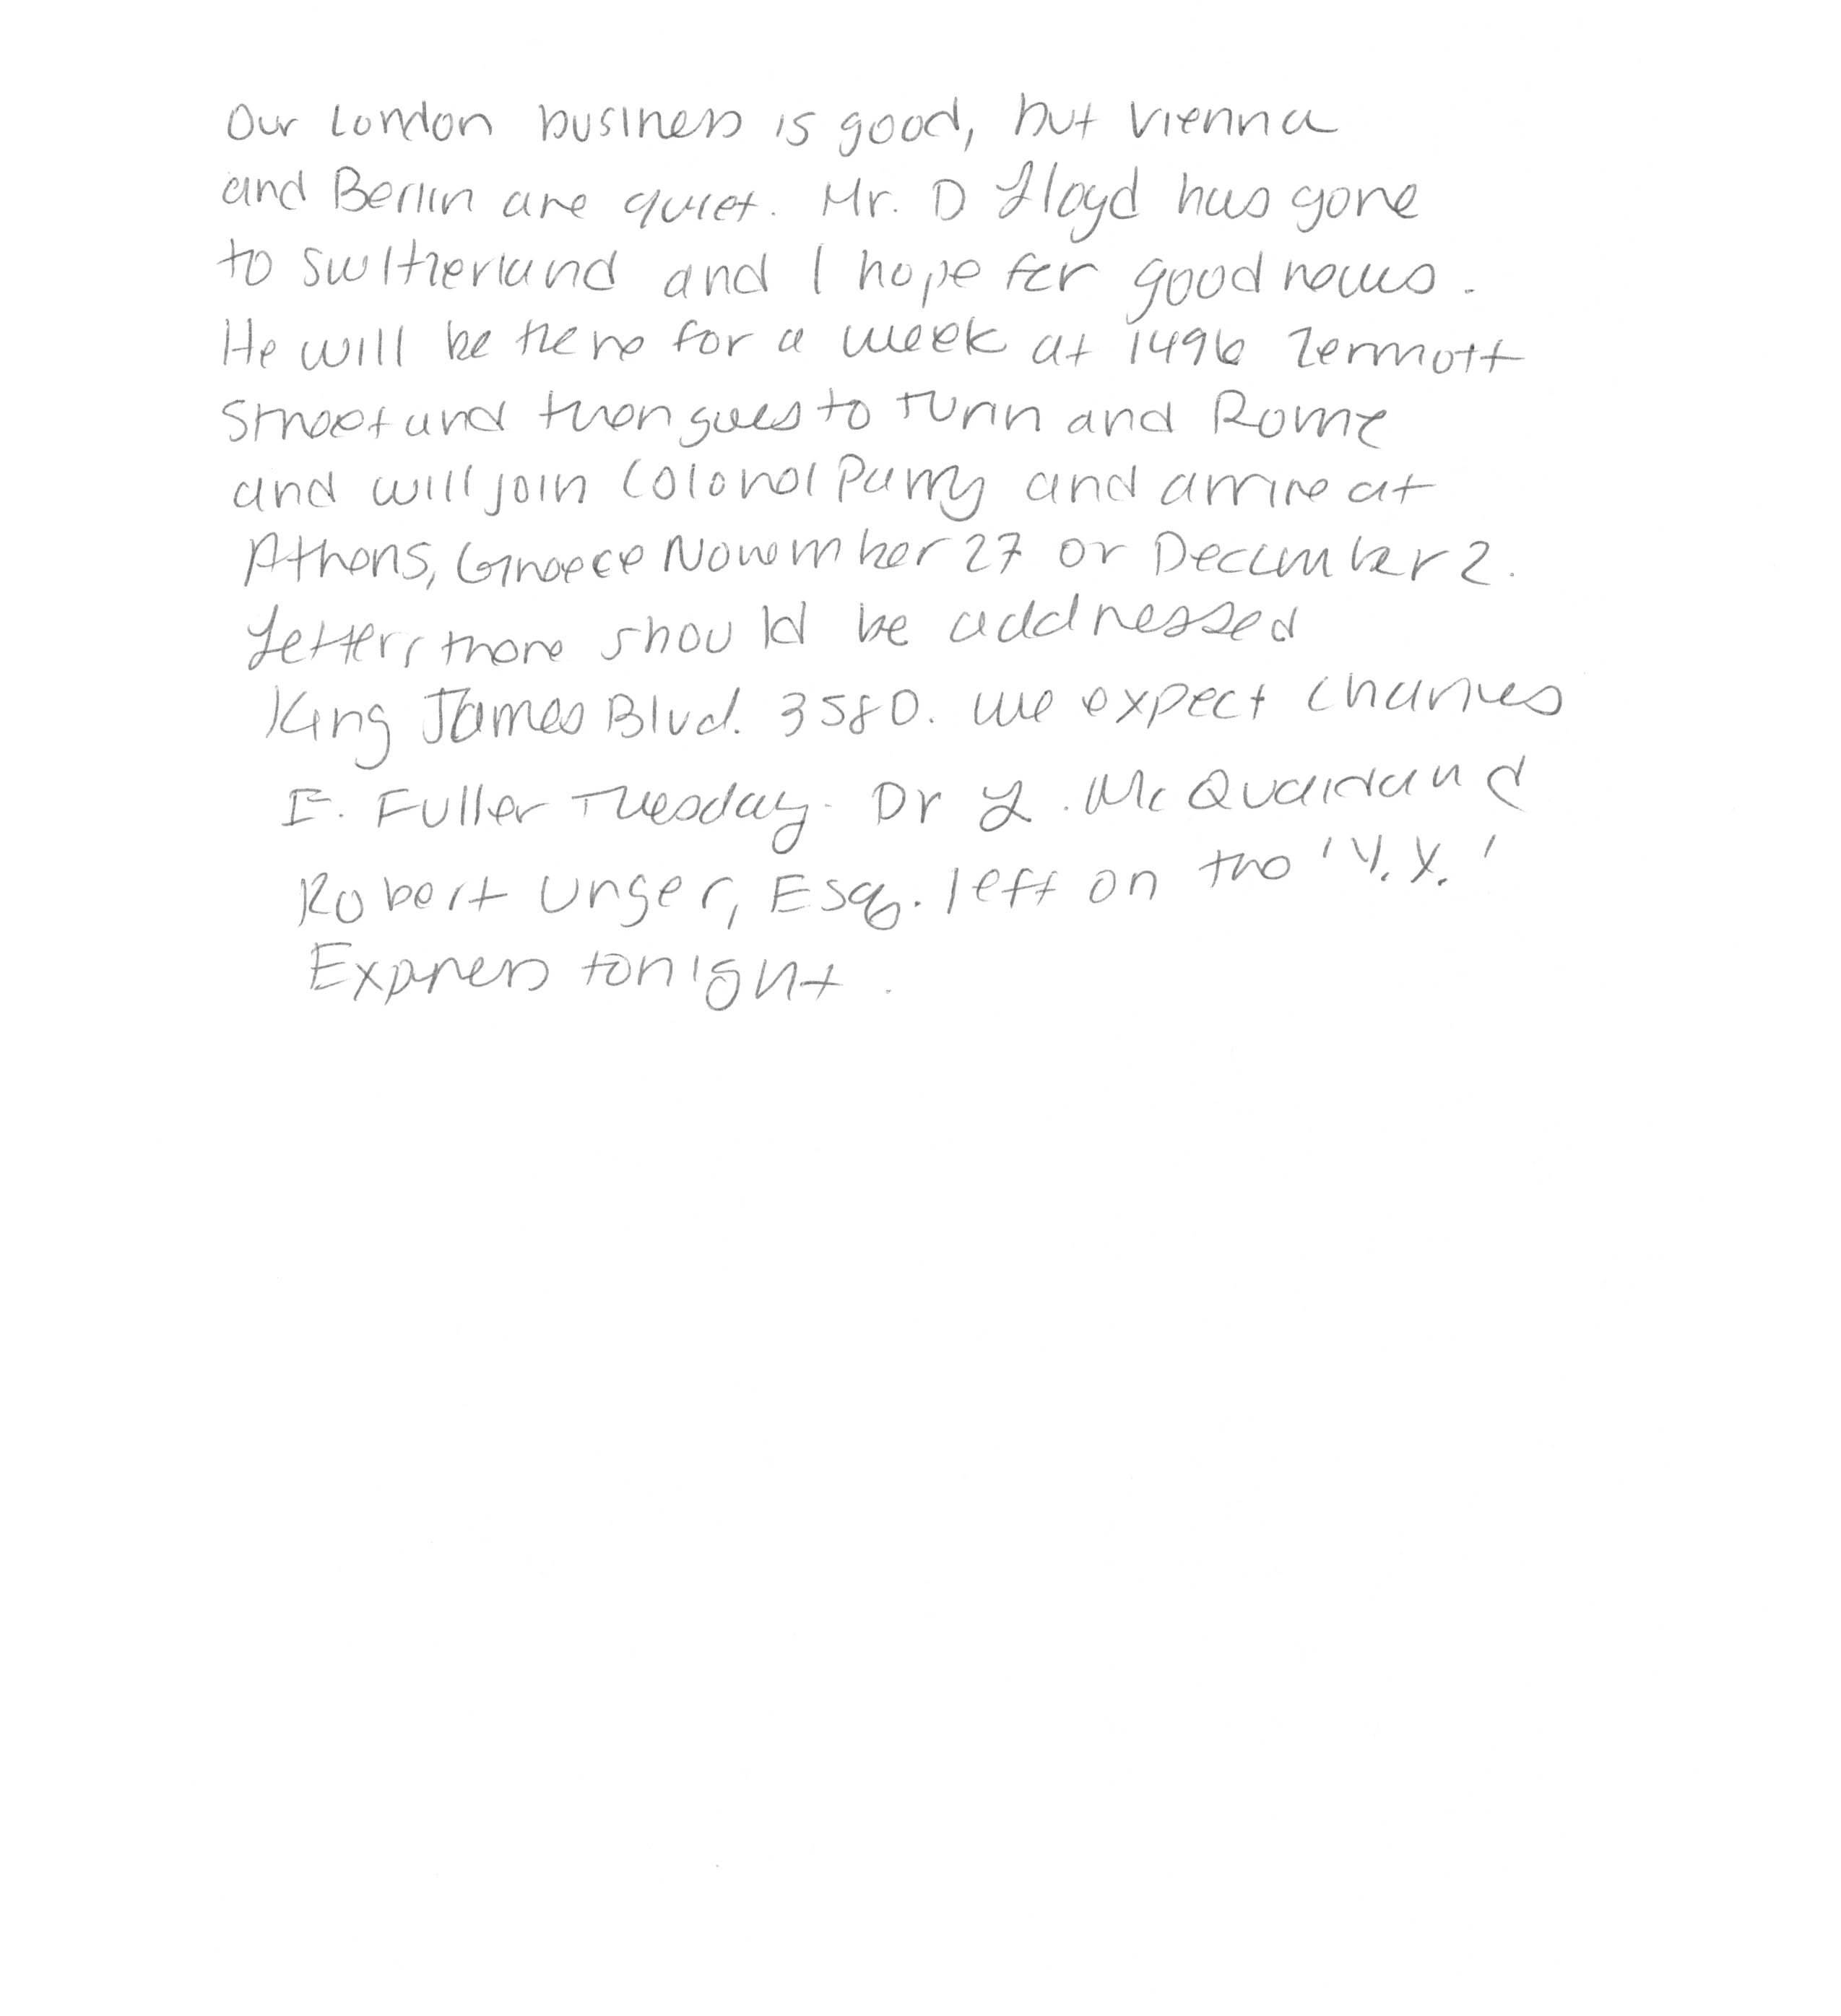 Our London business is good, but Vienna
and Berlin are quiet. Mr. D Lloyd has gone
to Switzerland and I hope for good news.
He will be there for a week at 1496 Zermott
Street and then goes to Turin and Rome
and will join Colonel Parry and arrive at
Athens, Greece November 27 or December 2.
Letters there should be addressed
King James Blvd. 3580. We expect Charles
E. Fuller Tuesday. Dr L. McQuaid and
Robert Unger, Esq. left on the 'Y.X.'
Express tonight.